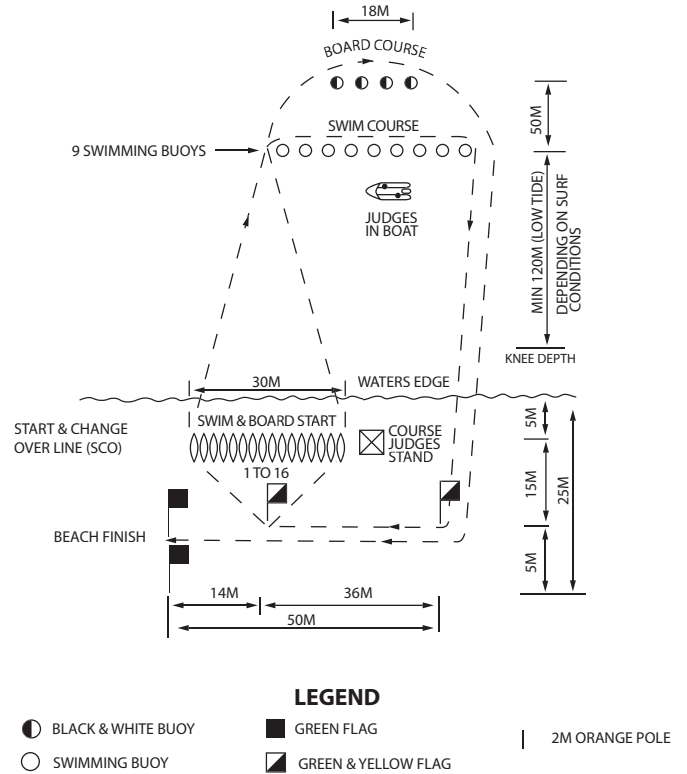 18M
BOARD COURSE
50M
SWIM COURSE
9 SWIMMING BUOYS
JUDGES
IN BOAT
MIN 120M (LOW TIDE)
DEPENDING ON SURF
CONDITIONS
KNEE DEPTH
30M
WATERS EDGE
START & CHANGE
OVER LINE (SCO)
SWIM & BOARD START
COURSE
JUDGES
STAND
5M
1 TO 16
15M
25M
BEACH FINISH
5M
14M
36M
50M
LEGEND
BLACK & WHITE BUOY
GREEN FLAG
2M ORANGE POLE
SWIMMING BUOY
GREEN & YELLOW FLAG